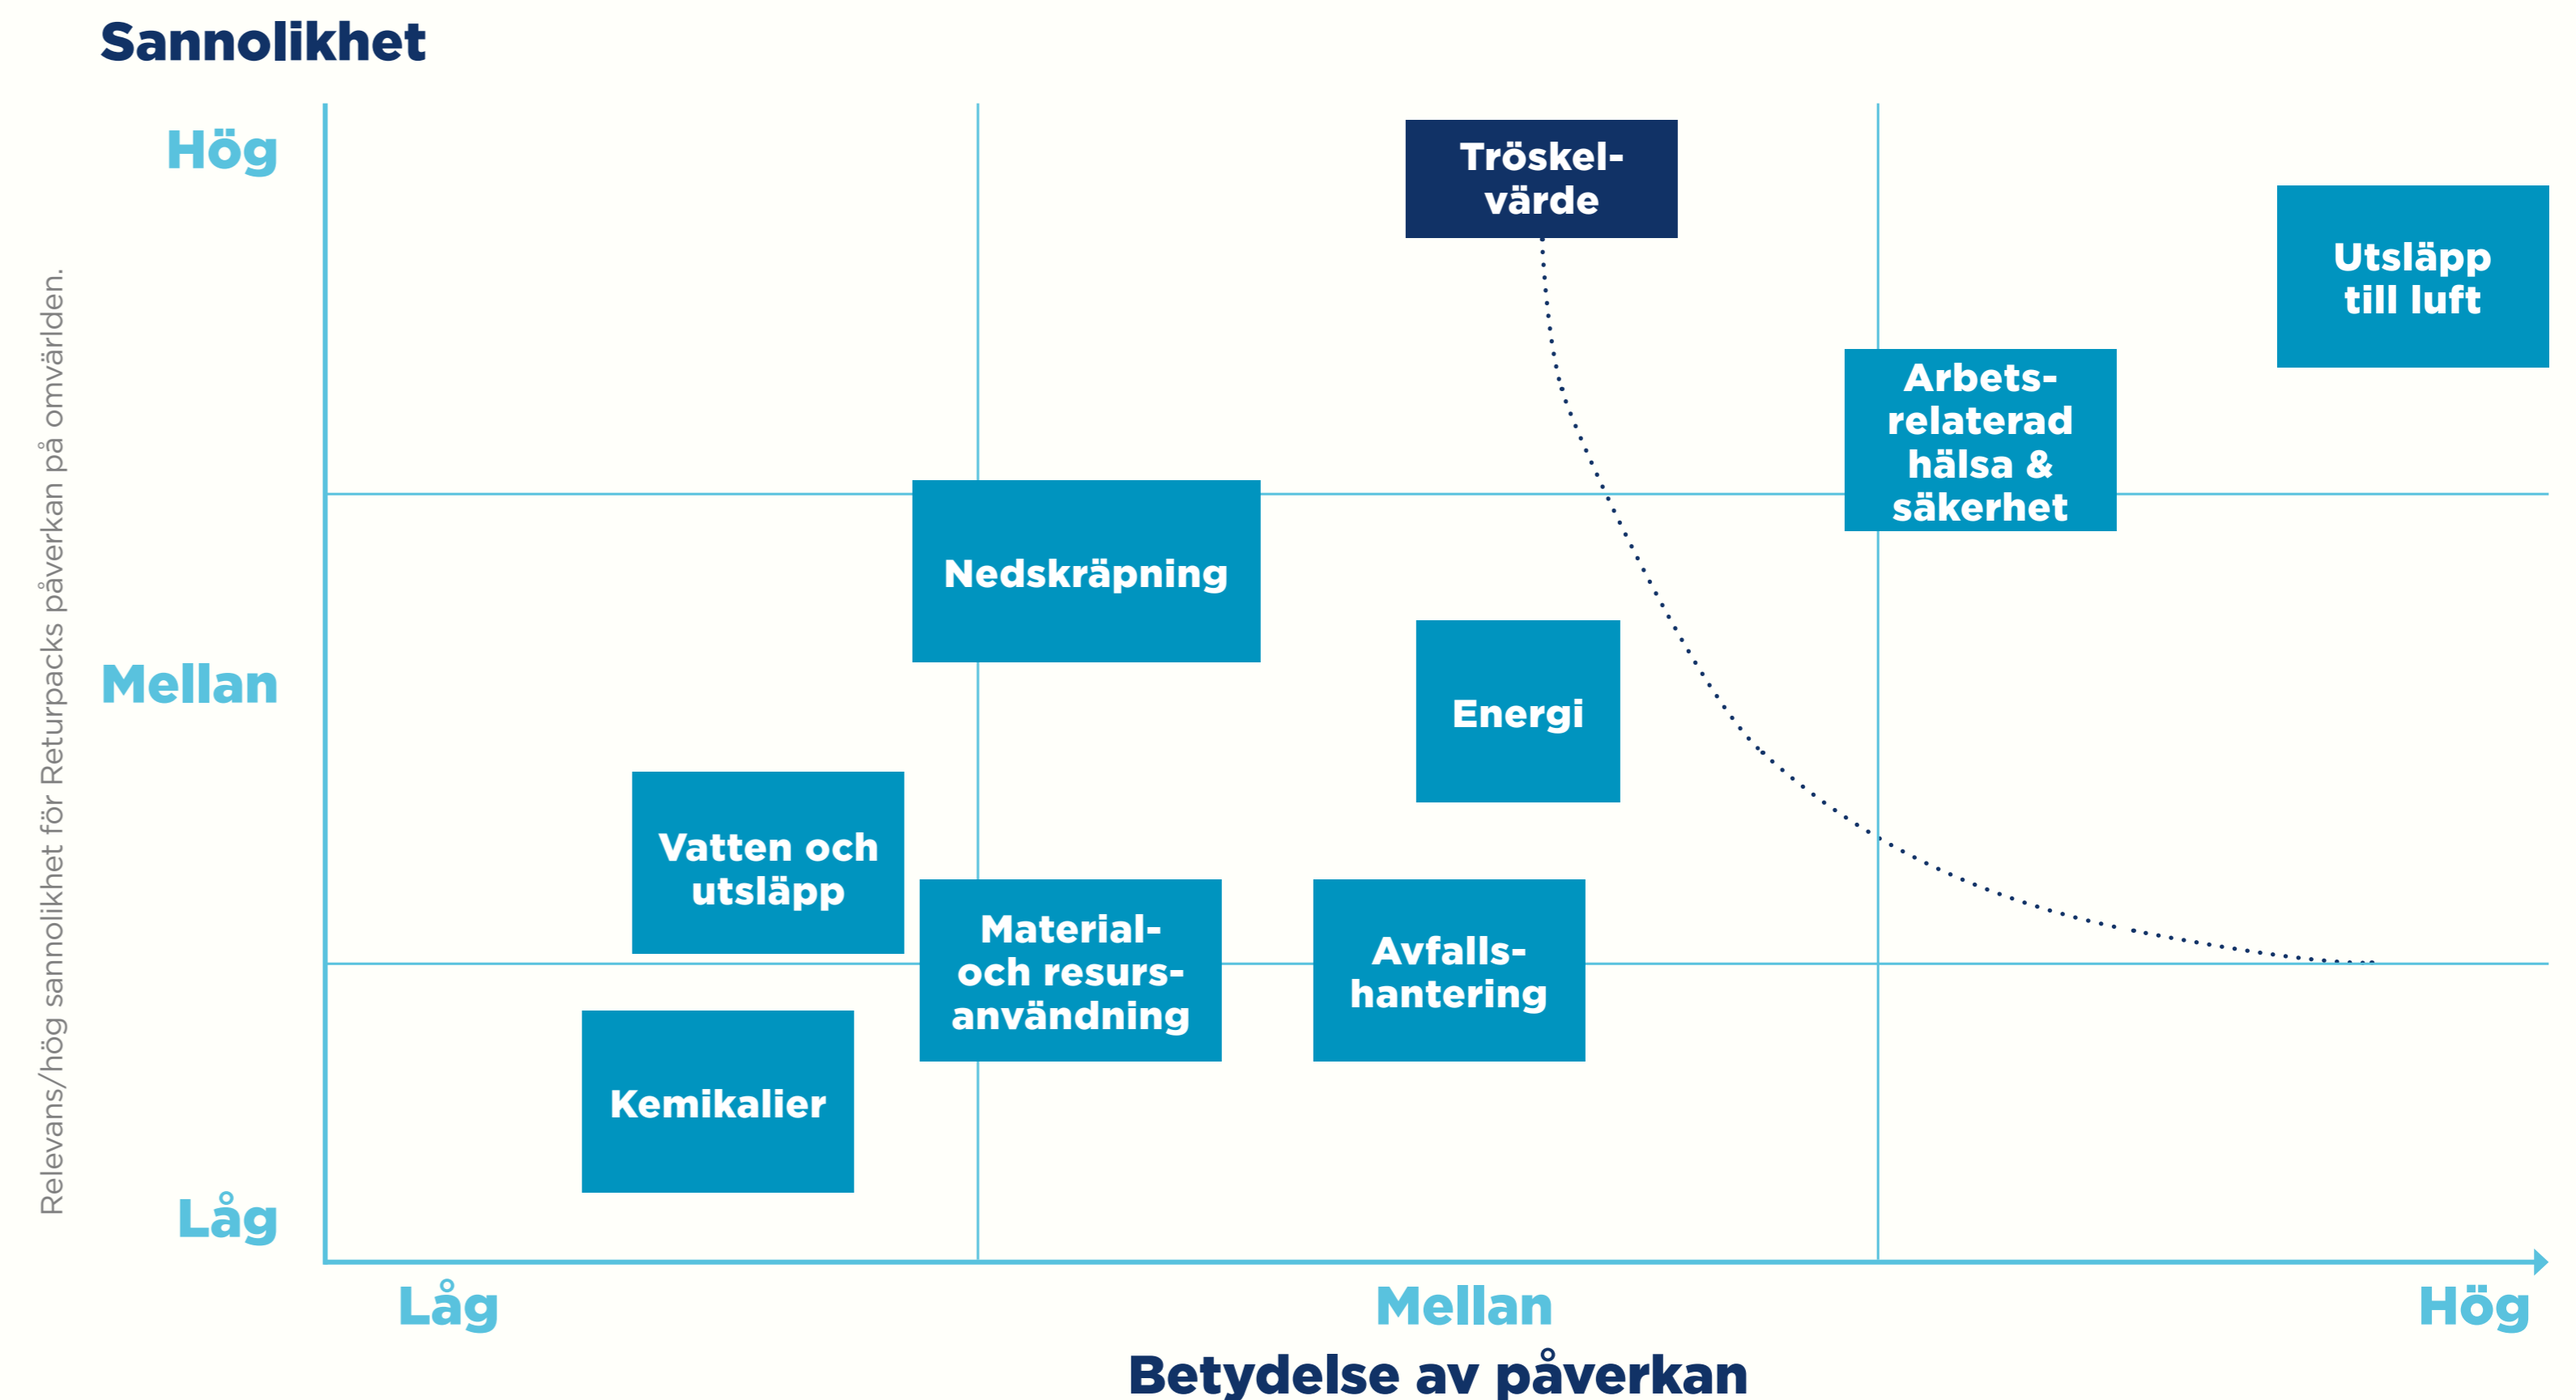 Sannolikhet
Hög
Mellan
Låg
Relevans/hög sannolikhet för Returpacks påverkan på omvärlden.
Tröskel-
värde
Utsläpp
till luft
Arbets-
relaterad
hälsa &
säkerhet
Nedskräpning
Energi
Vatten och
utsläpp
Material-
och resurs-
användning
Avfalls-
hantering
Kemikalier
Låg
Mellan
Hög
Betydelse av påverkan